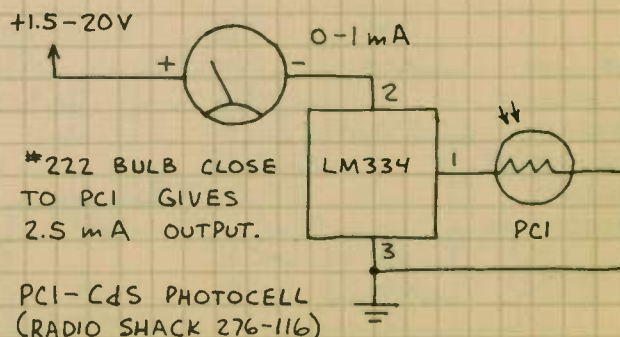 +1.5-20V
+
-
0-1mA
2
LM334
1
PC1
3
*222 BULB CLOSE
TO PC1 GIVES
2.5 mA OUTPUT.
PC1-CdS PHOTOCELL
(RADIO SHACK 276-116)